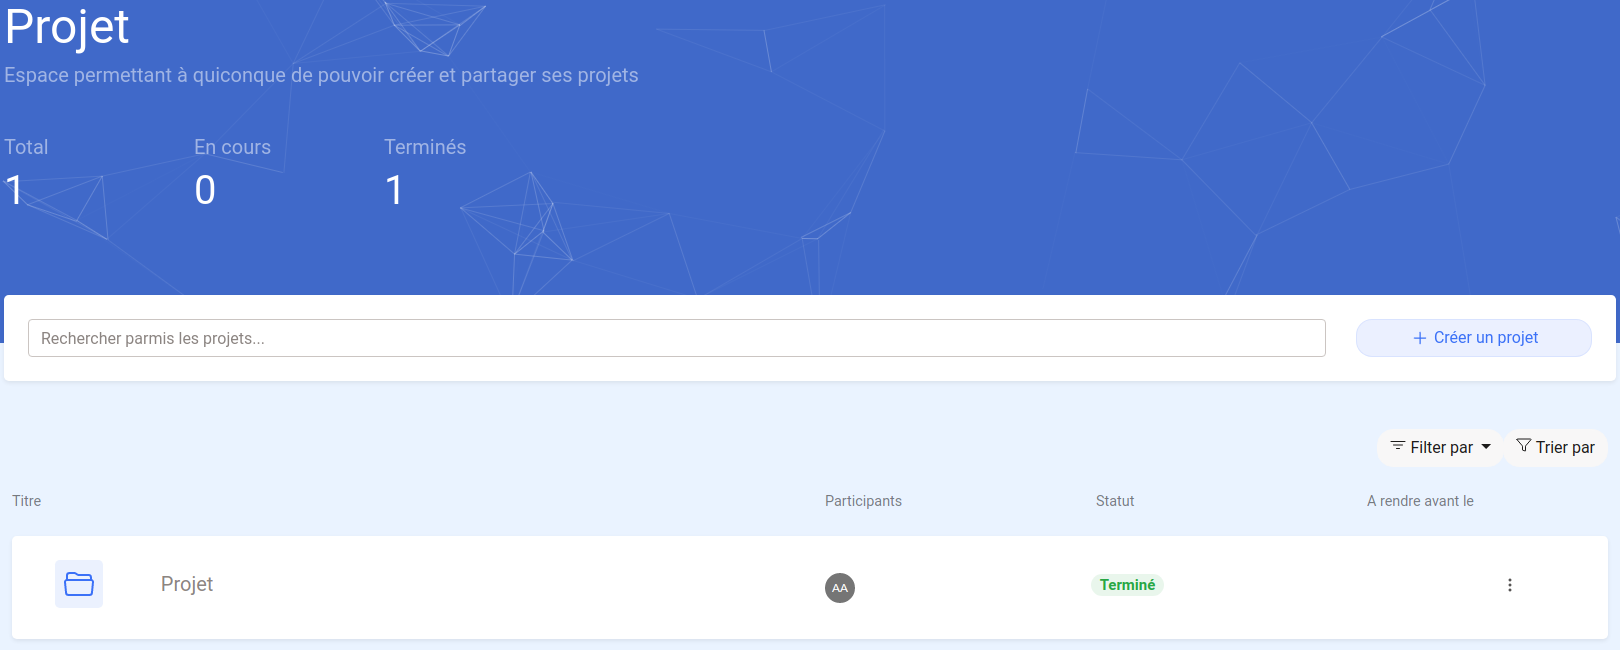 Projet
Espace permettant à quiconque de pouvoir créer et partager ses projets
Total En cours Terminés
1 0 1
Rechercher parmis les projets... Créer un projet
Filter par Trier par
Titre Participants Statut A rendre avant le
Projet AA Terminé